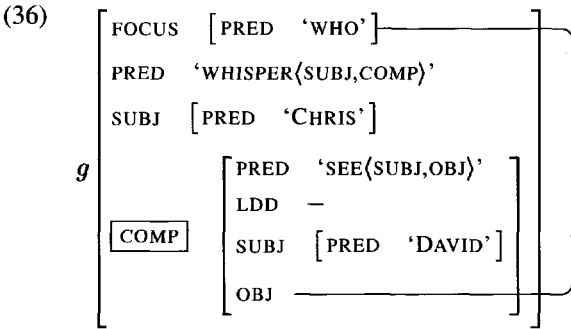 (36)
FOCUS [PRED ‘WHO’]
PRED ‘WHISPER⟨SUBJ,COMP⟩’
SUBJ [PRED ‘CHRIS’]
g
PRED ‘SEE⟨SUBJ,OBJ⟩’
LDD −
COMP
SUBJ [PRED ‘DAVID’]
OBJ